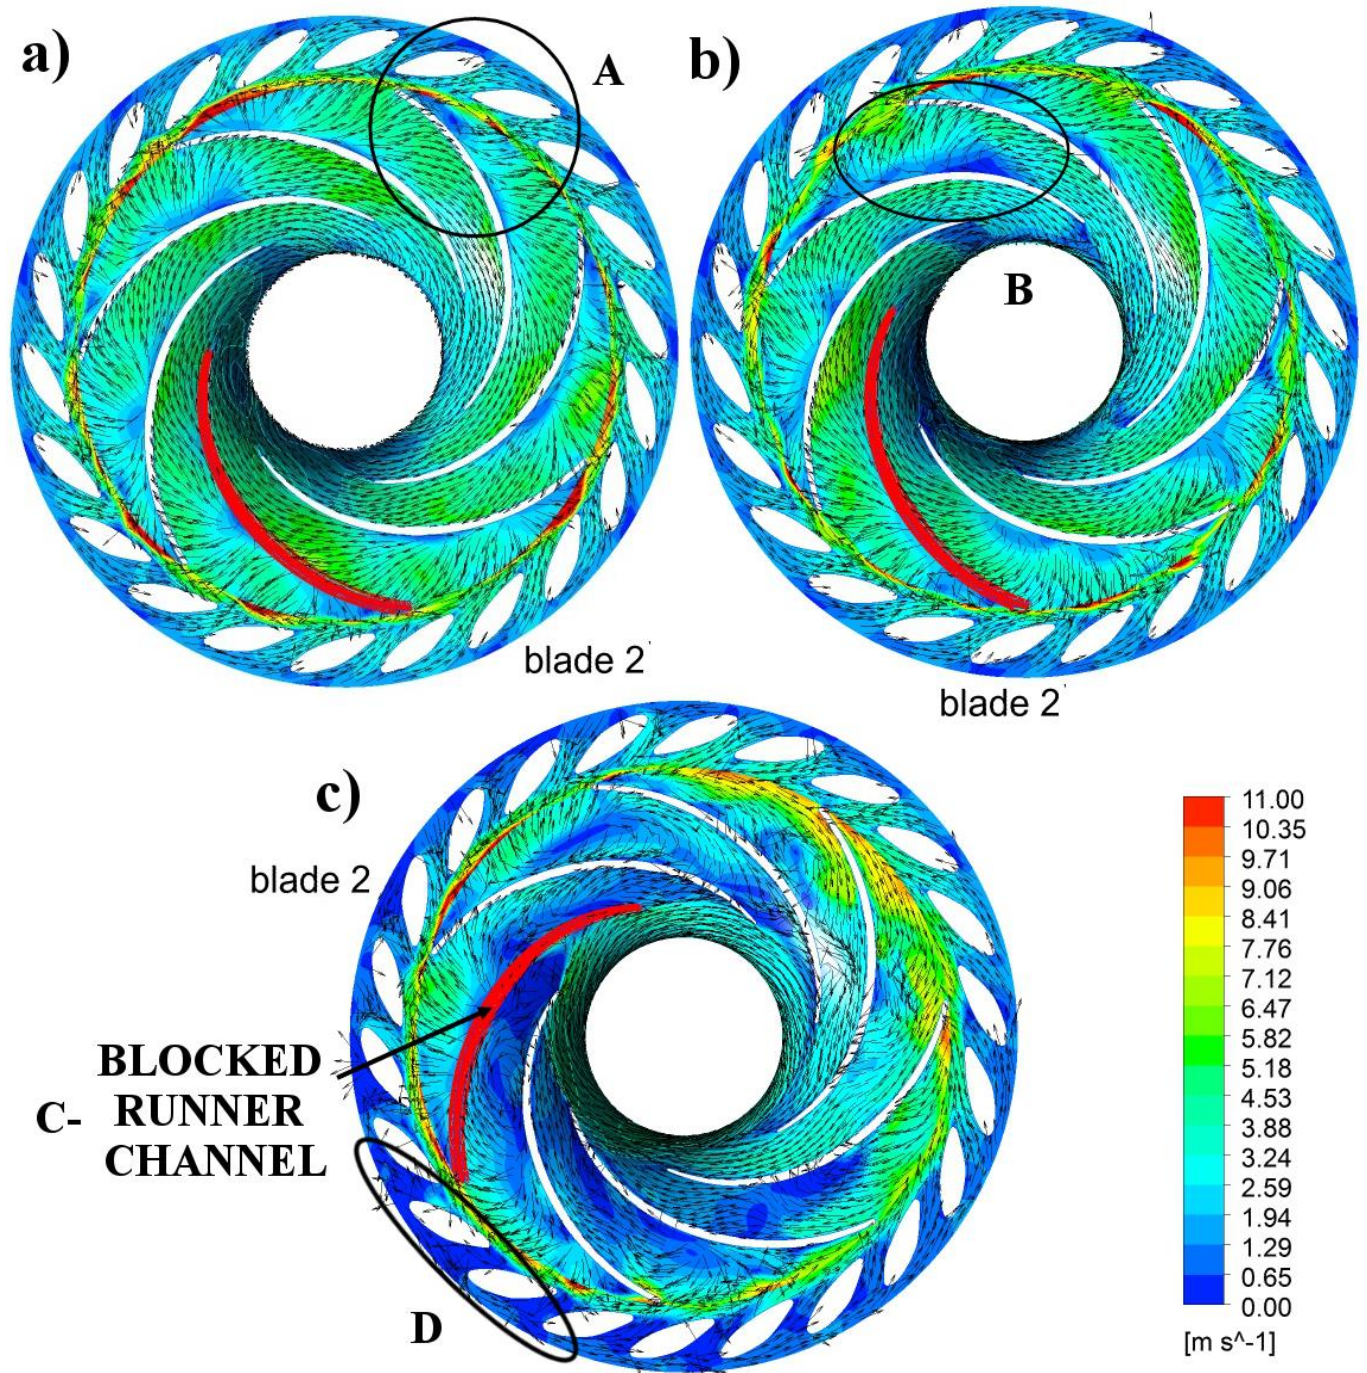 a)
A
b)
B
blade 2'
blade 2'
c)
blade 2
BLOCKED
C- RUNNER
CHANNEL
D
11.00
10.35
9.71
9.06
8.41
7.76
7.12
6.47
5.82
5.18
4.53
3.88
3.24
2.59
1.94
1.29
0.65
0.00
[m s^-1]